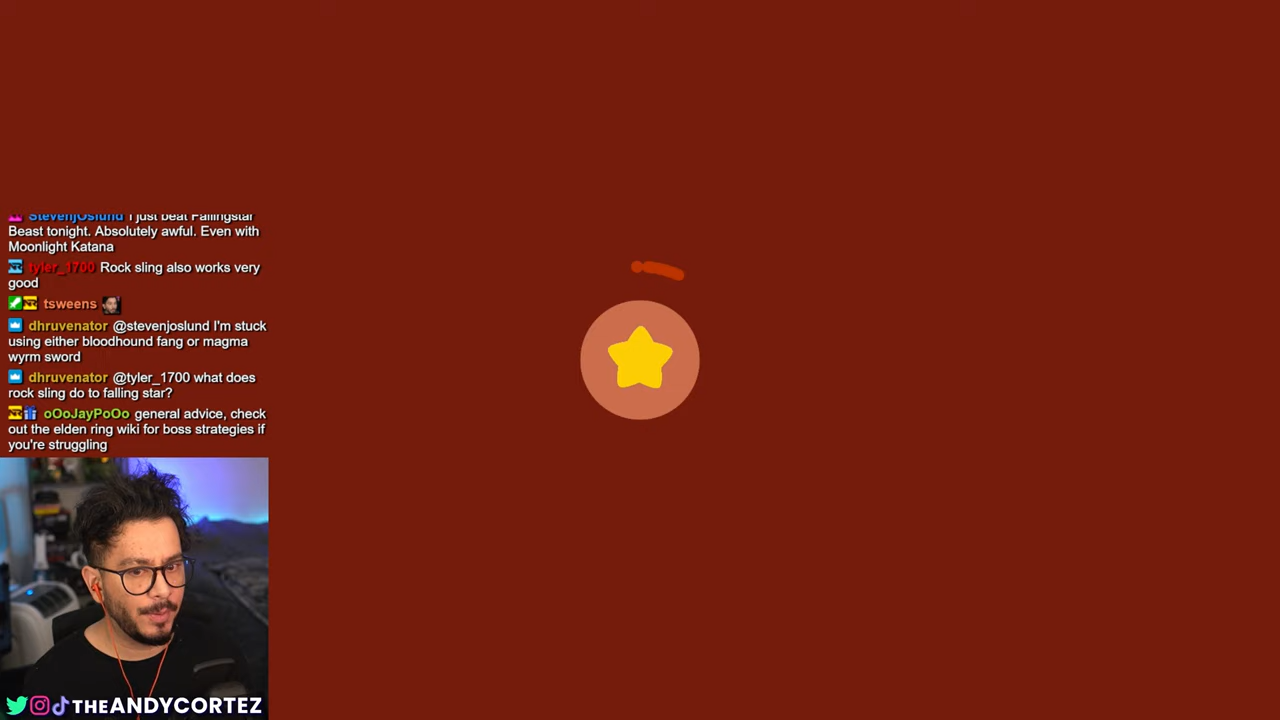 StevenjOslund I just beat Fallingstar
Beast tonight. Absolutely awful. Even with
Moonlight Katana
tyler_1700 Rock sling also works very
good
tsweens
dhruvenator @stevenjoslund I'm stuck
using either bloodhound fang or magma
wyrm sword
dhruvenator @tyler_1700 what does
rock sling do to falling star?
oOoJayPoOo general advice, check
out the elden ring wiki for boss strategies if
you're struggling
THEANDYCORTEZ